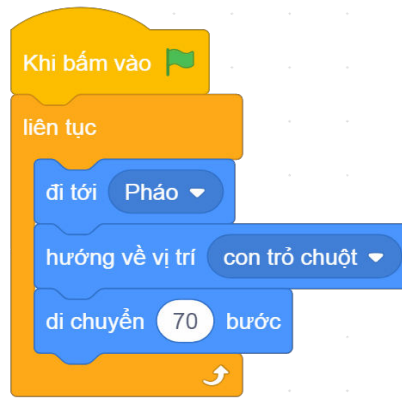 Khi bấm vào
liên tục
đi tới Pháo
hướng về vị trí con trỏ chuột
di chuyển 70 bước